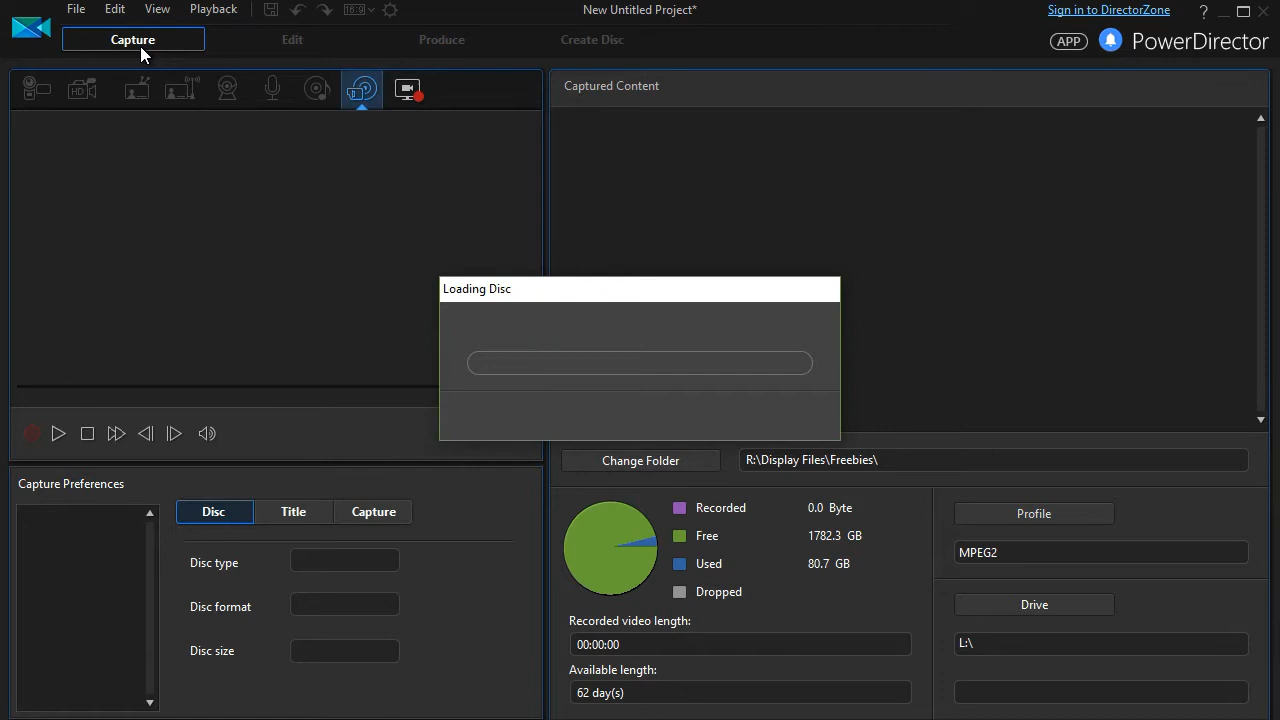 File Edit View Playback
16:9
New Untitled Project*
Sign in to DirectorZone
?
Capture Edit Produce Create Disc
APP
PowerDirector
HD
Captured Content
Loading Disc
Change Folder
R:\Display Files\Freebies\
Capture Preferences
Disc Title Capture
Disc type
Disc format
Disc size
Recorded 0.0 Byte
Free 1782.3 GB
Used 80.7 GB
Dropped
Recorded video length:
00:00:00
Available length:
62 day(s)
Profile
MPEG2
Drive
L:\